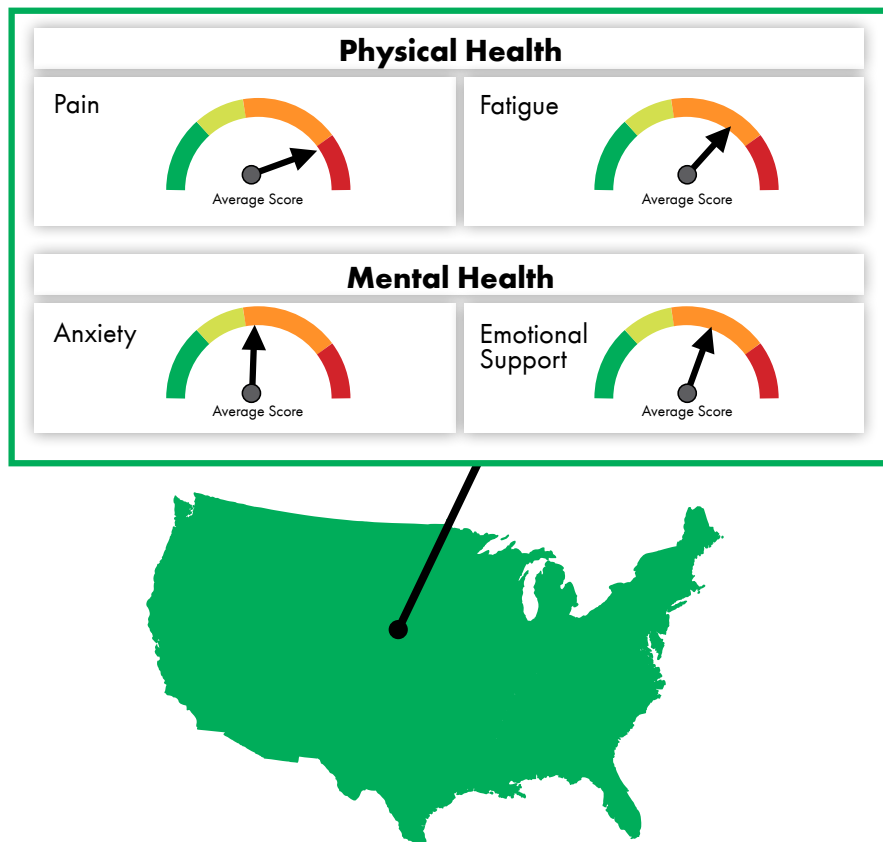 Physical Health
Pain
Average Score
Fatigue
Average Score
Mental Health
Anxiety
Average Score
Emotional
Support
Average Score